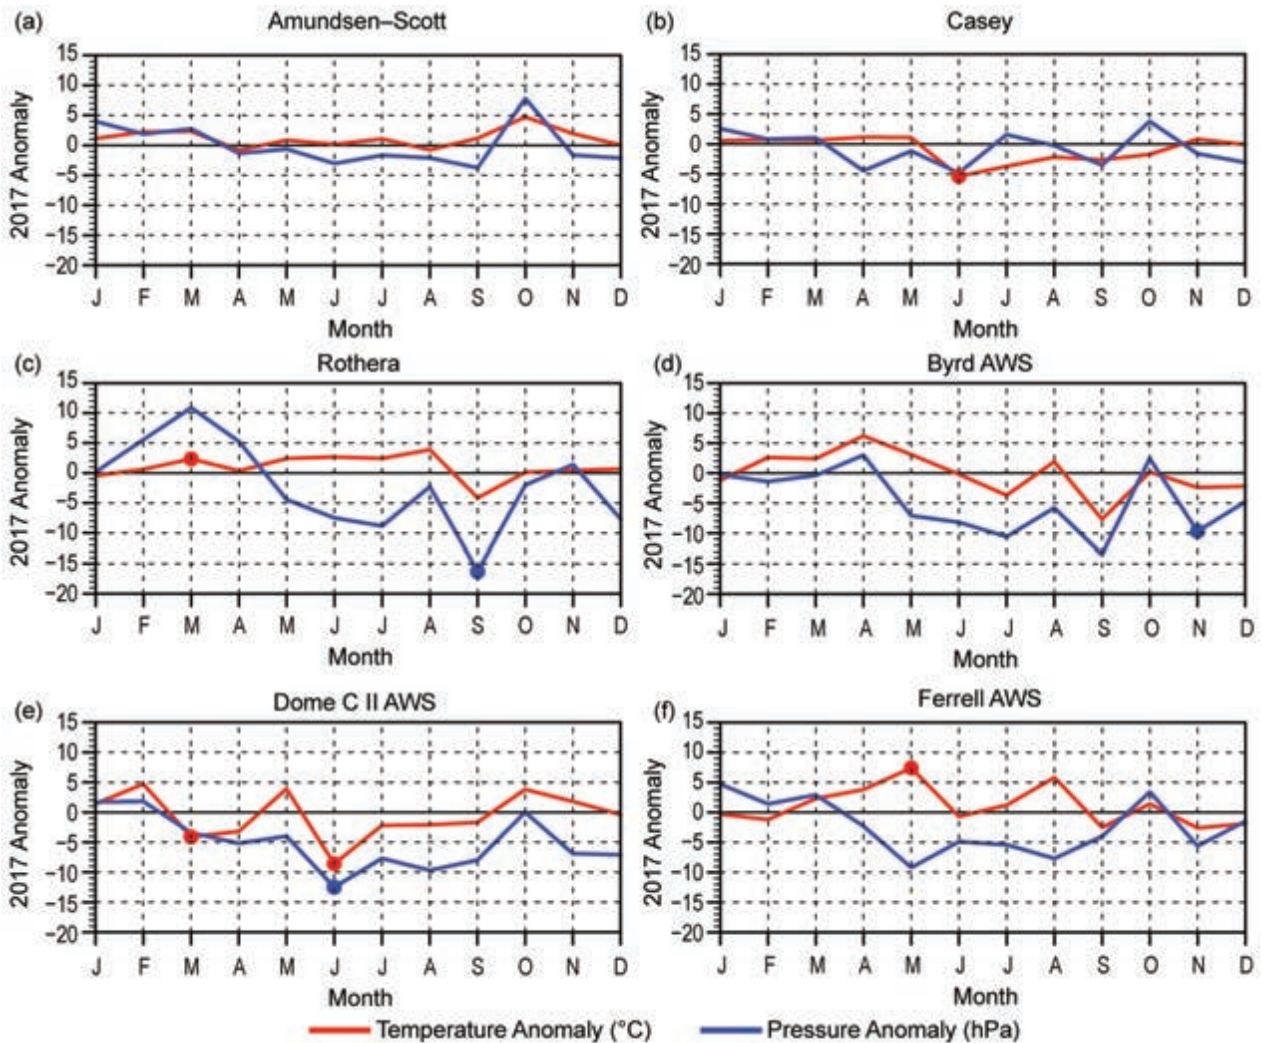 (a) Amundsen–Scott
15
10
5
0
−5
−10
−15
−20
2017 Anomaly
J F M A M J J A S O N D
Month
(b) Casey
15
10
5
0
−5
−10
−15
−20
2017 Anomaly
J F M A M J J A S O N D
Month
(c) Rothera
15
10
5
0
−5
−10
−15
−20
2017 Anomaly
J F M A M J J A S O N D
Month
(d) Byrd AWS
15
10
5
0
−5
−10
−15
−20
2017 Anomaly
J F M A M J J A S O N D
Month
(e) Dome C II AWS
15
10
5
0
−5
−10
−15
−20
2017 Anomaly
J F M A M J J A S O N D
Month
(f) Ferrell AWS
15
10
5
0
−5
−10
−15
−20
2017 Anomaly
J F M A M J J A S O N D
Month
Temperature Anomaly (°C) Pressure Anomaly (hPa)